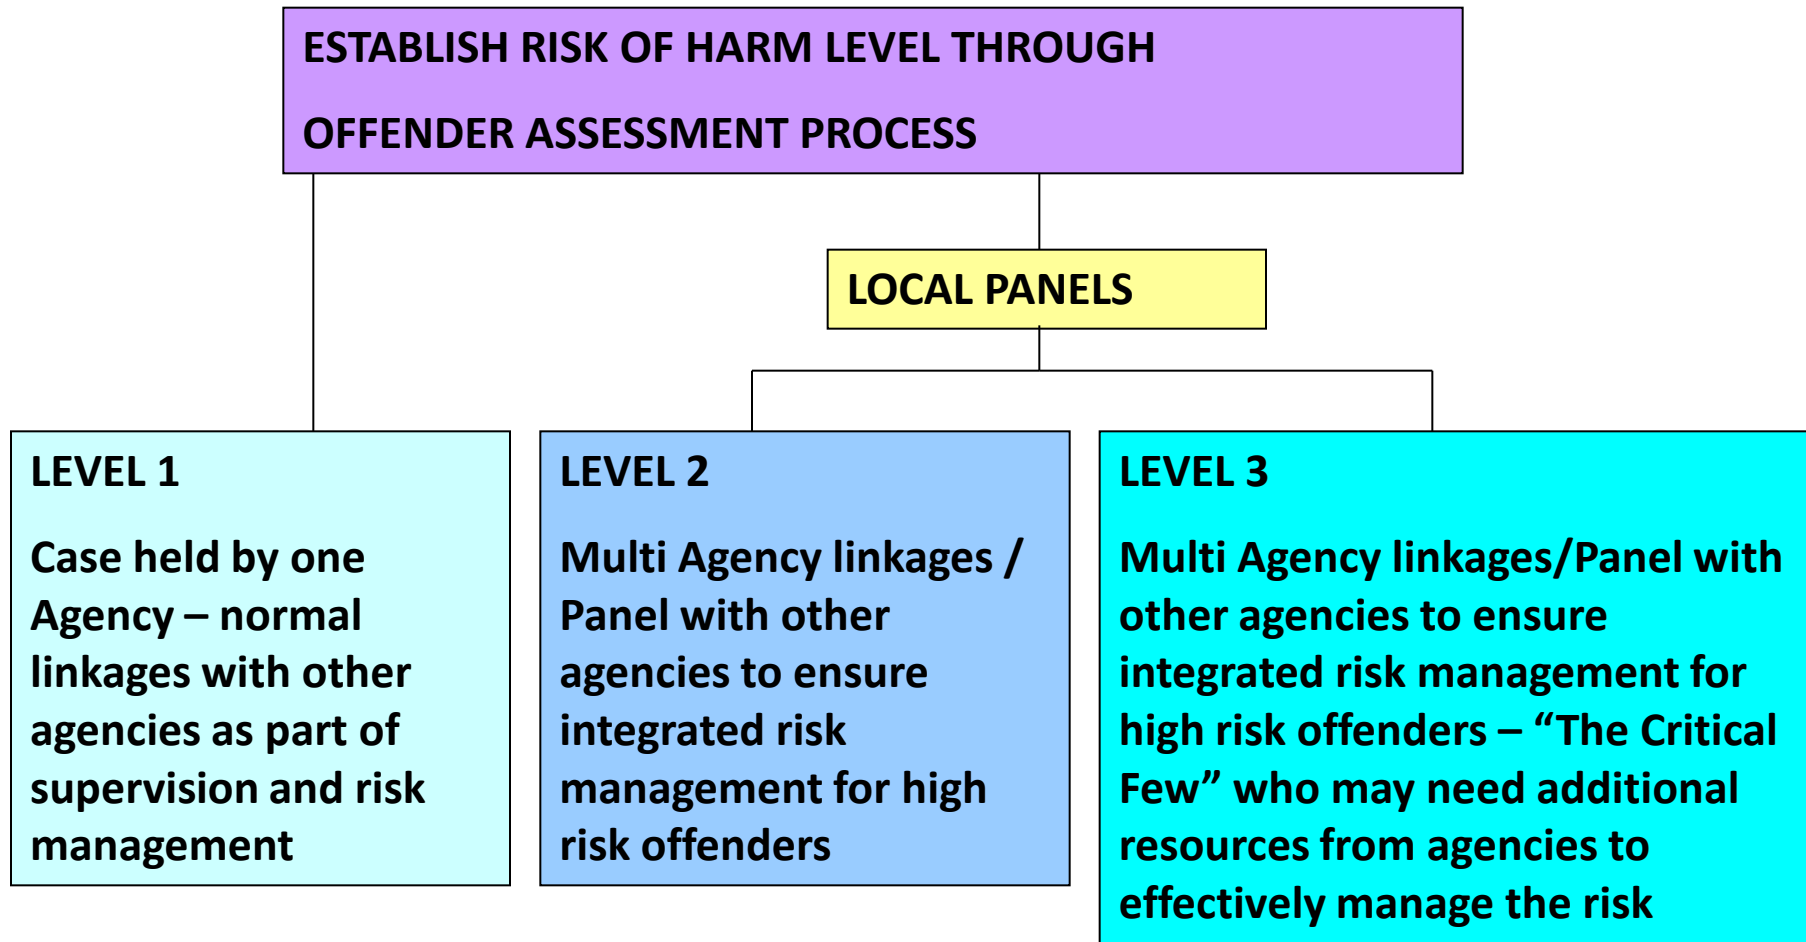 ESTABLISH RISK OF HARM LEVEL THROUGH
OFFENDER ASSESSMENT PROCESS
LOCAL PANELS
LEVEL 1
Case held by one
Agency – normal
linkages with other
agencies as part of
supervision and risk
management
LEVEL 2
Multi Agency linkages /
Panel with other
agencies to ensure
integrated risk
management for high
risk offenders
LEVEL 3
Multi Agency linkages/Panel with
other agencies to ensure
integrated risk management for
high risk offenders – “The Critical
Few” who may need additional
resources from agencies to
effectively manage the risk